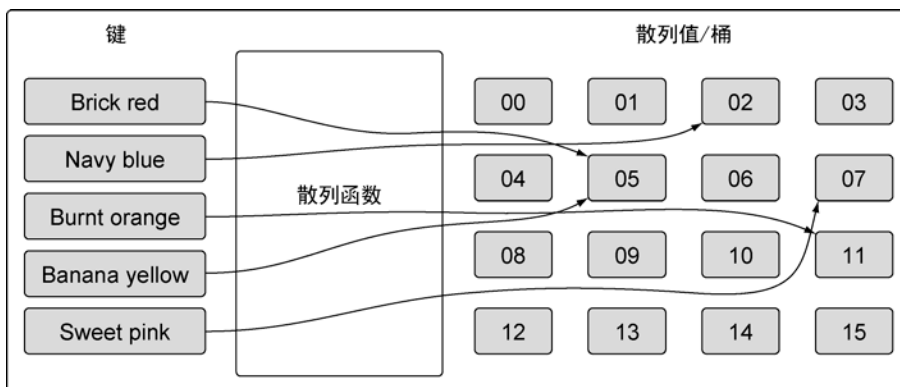 键
散列值/桶
Brick red
00
01
02
03
Navy blue
04
05
06
07
散列函数
Burnt orange
08
09
10
11
Banana yellow
Sweet pink
12
13
14
15